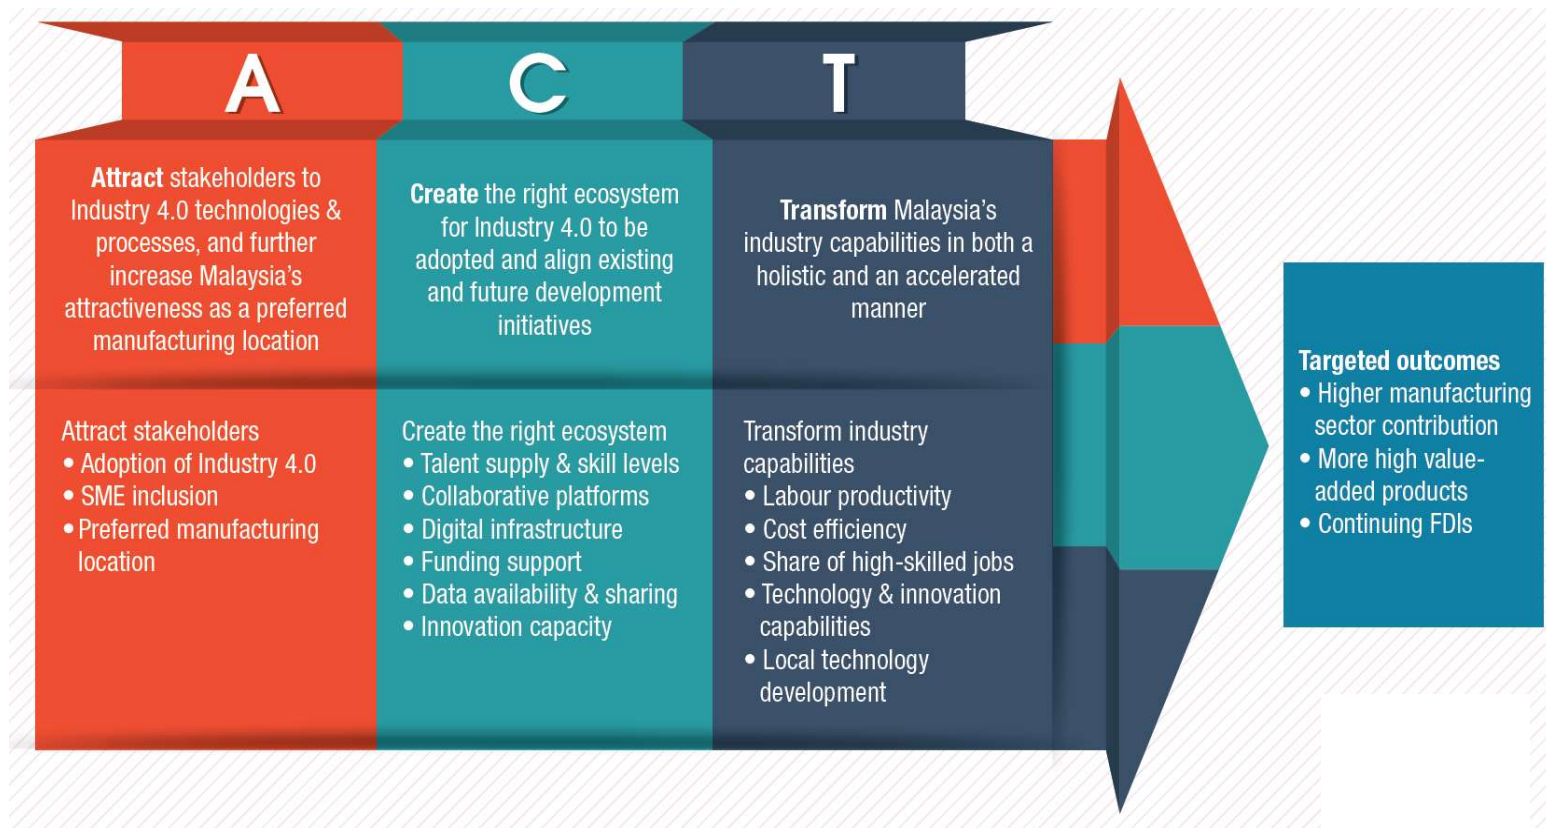 A
C
T
Attract stakeholders to
Industry 4.0 technologies &
processes, and further
increase Malaysia's
attractiveness as a preferred
manufacturing location
Create the right ecosystem
for Industry 4.0 to be
adopted and align existing
and future development
initiatives
Transform Malaysia's
industry capabilities in both a
holistic and an accelerated
manner
Attract stakeholders
• Adoption of Industry 4.0
• SME inclusion
• Preferred manufacturing
location
Create the right ecosystem
• Talent supply & skill levels
• Collaborative platforms
• Digital infrastructure
• Funding support
• Data availability & sharing
• Innovation capacity
Transform industry
capabilities
• Labour productivity
• Cost efficiency
• Share of high-skilled jobs
• Technology & innovation
capabilities
• Local technology
development
Targeted outcomes
• Higher manufacturing
sector contribution
• More high value-
added products
• Continuing FDIs